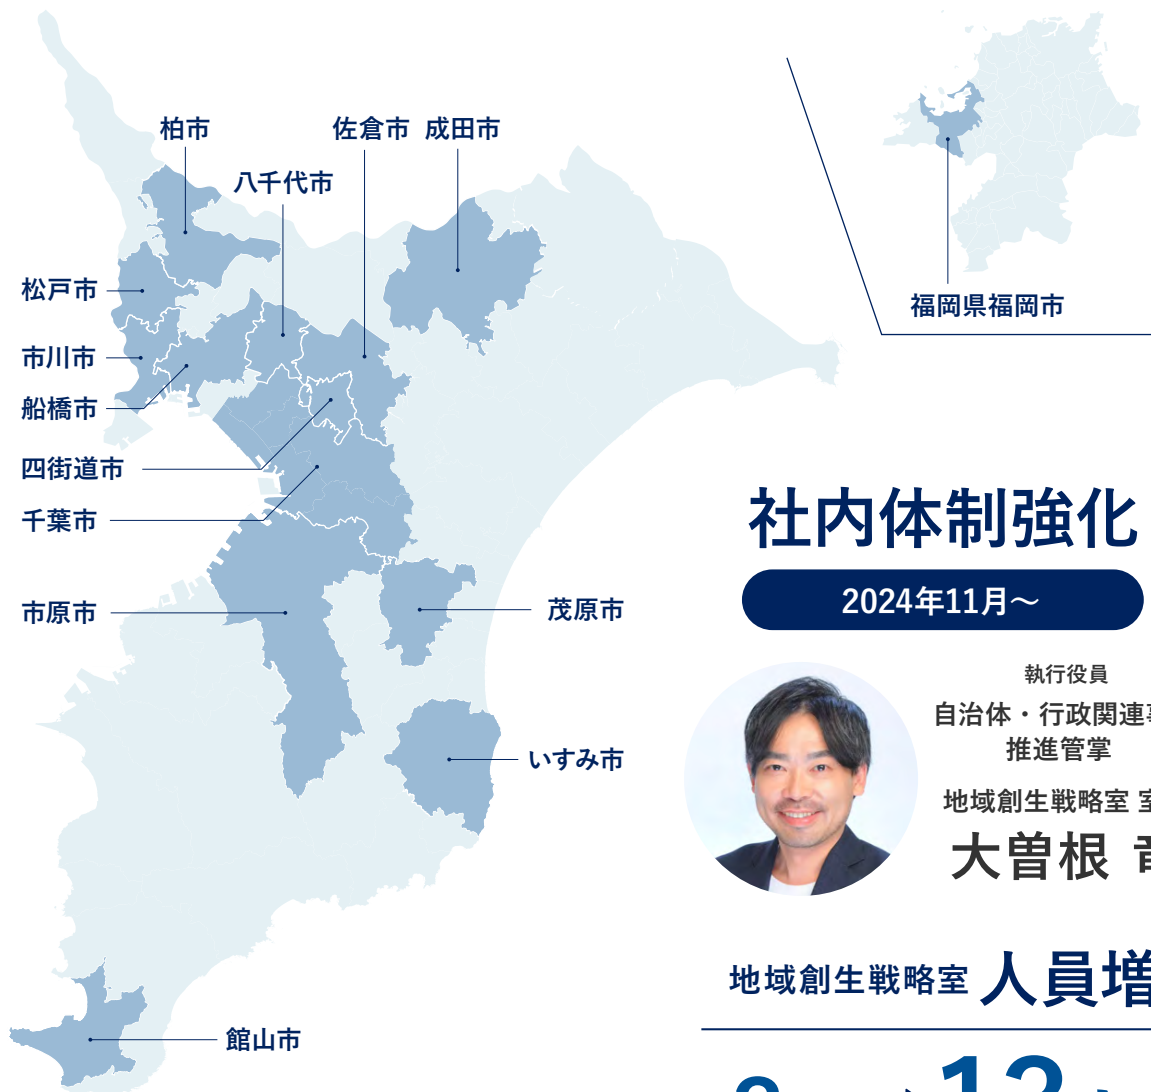 柏市
佐倉市
成田市
八千代市
松戸市
市川市
船橋市
四街道市
千葉市
市原市
茂原市
いすみ市
館山市
福岡県福岡市
社内体制強化
2024年11月〜
執行役員
自治体・行政関連
推進管掌
地域創生戦略室
大曽根
地域創生戦略室 人員増
12